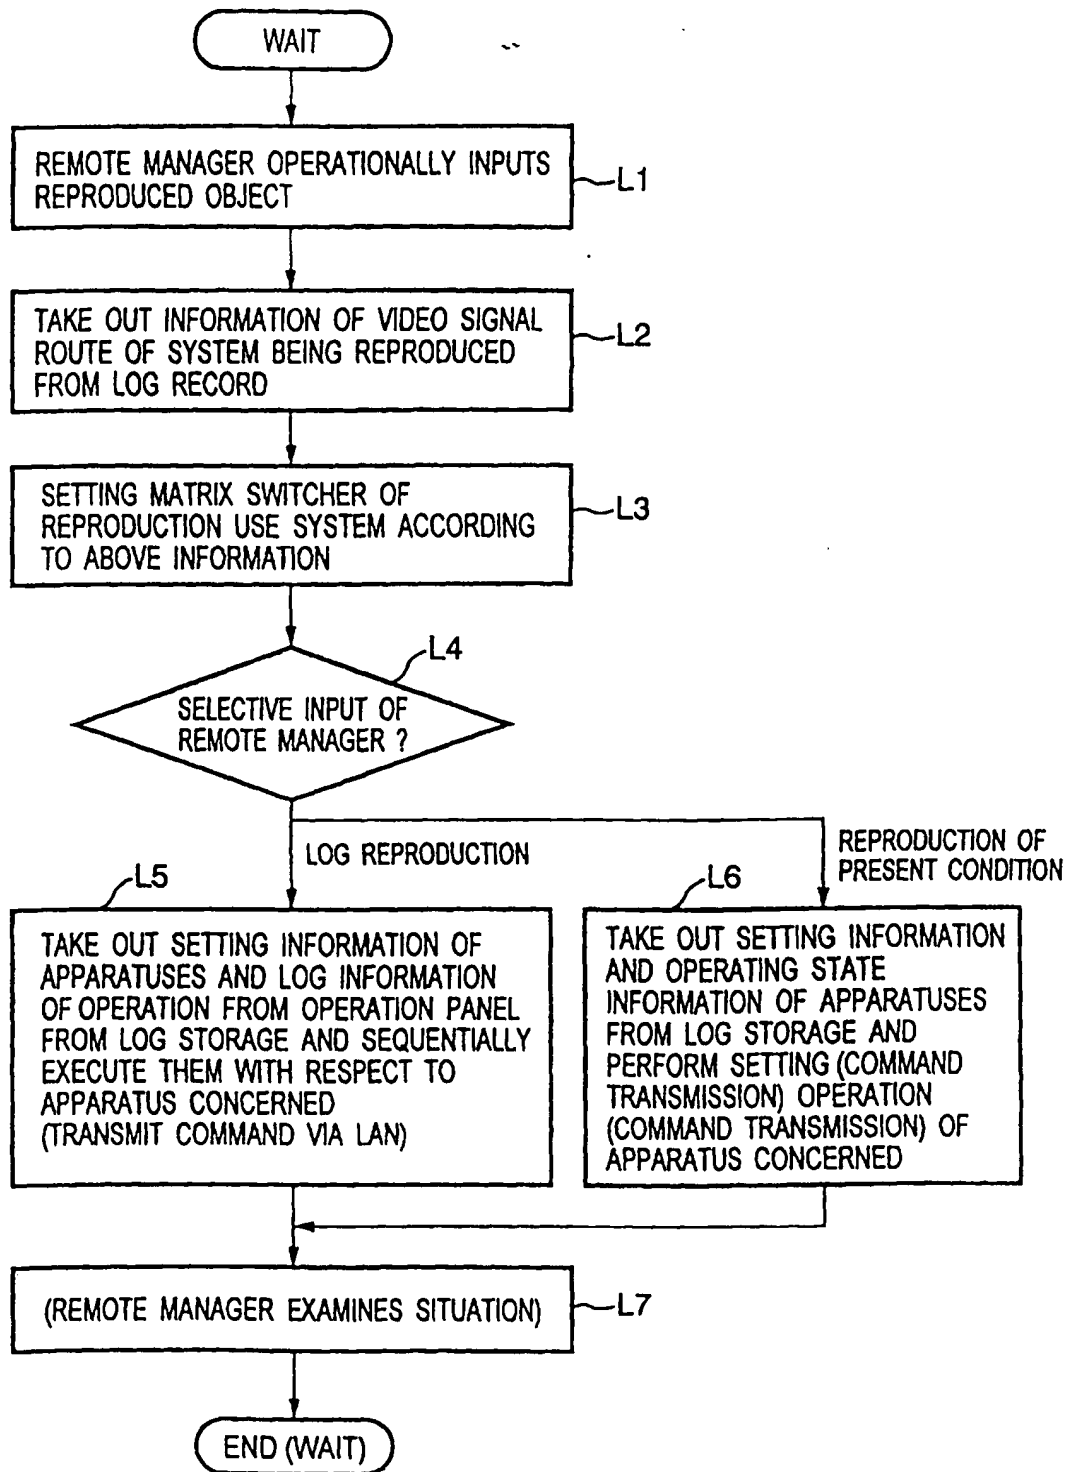 WAIT
REMOTE MANAGER OPERATIONALLY INPUTS
REPRODUCED OBJECT
L1
TAKE OUT INFORMATION OF VIDEO SIGNAL
ROUTE OF SYSTEM BEING REPRODUCED
FROM LOG RECORD
L2
SETTING MATRIX SWITCHER OF
REPRODUCTION USE SYSTEM ACCORDING
TO ABOVE INFORMATION
L3
L4
SELECTIVE INPUT OF
REMOTE MANAGER ?
LOG REPRODUCTION
REPRODUCTION OF
PRESENT CONDITION
L5
TAKE OUT SETTING INFORMATION OF
APPARATUSES AND LOG INFORMATION
OF OPERATION FROM OPERATION PANEL
FROM LOG STORAGE AND SEQUENTIALLY
EXECUTE THEM WITH RESPECT TO
APPARATUS CONCERNED
(TRANSMIT COMMAND VIA LAN)
L6
TAKE OUT SETTING INFORMATION
AND OPERATING STATE
INFORMATION OF APPARATUSES
FROM LOG STORAGE AND
PERFORM SETTING (COMMAND
TRANSMISSION) OPERATION
(COMMAND TRANSMISSION) OF
APPARATUS CONCERNED
(REMOTE MANAGER EXAMINES SITUATION)
L7
END (WAIT)